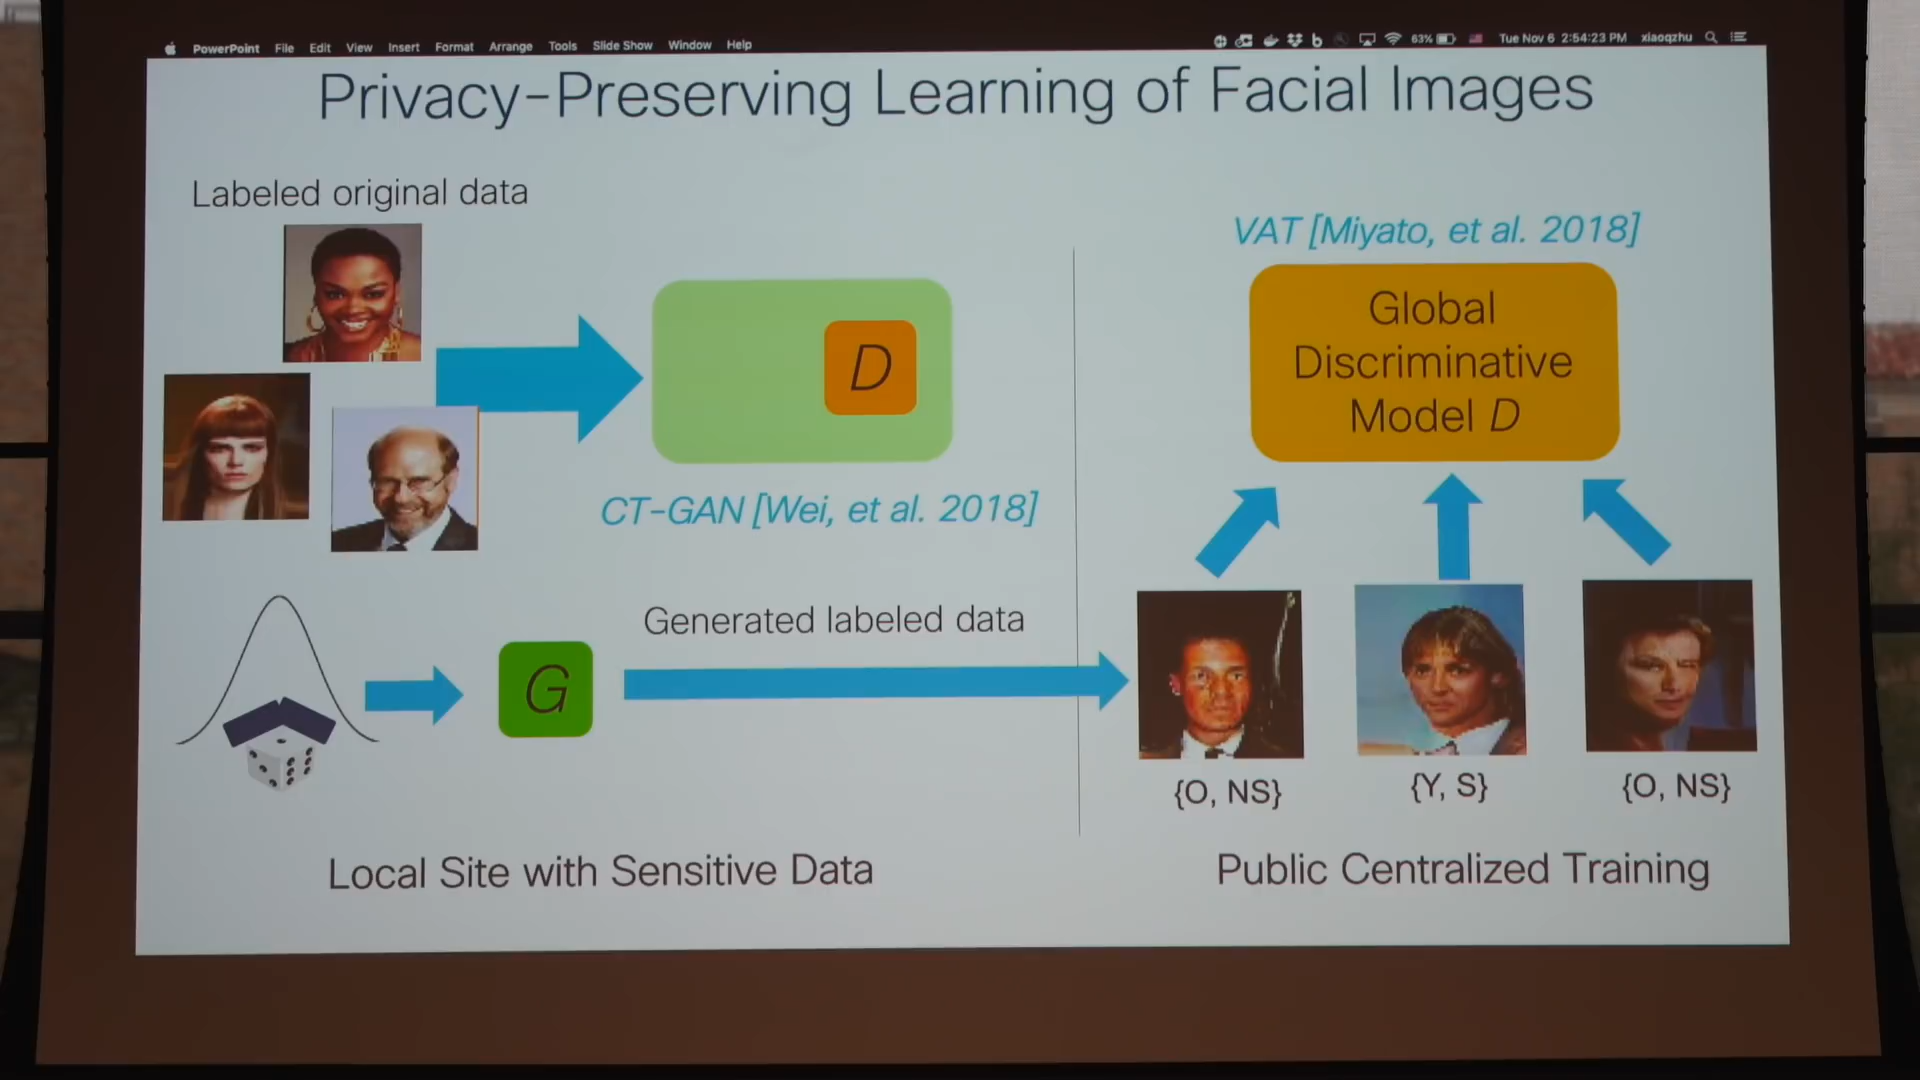 PowerPoint File Edit View Insert Format Arrange Tools Slide Show Window Help 63% Tue Nov 6 2:54:23 PM xiaoqzhu
Privacy-Preserving Learning of Facial Images
Labeled original data
D
CT-GAN [Wei, et al. 2018]
G
Generated labeled data
Local Site with Sensitive Data
VAT [Miyato, et al. 2018]
Global
Discriminative
Model D
{O, NS} {Y, S} {O, NS}
Public Centralized Training